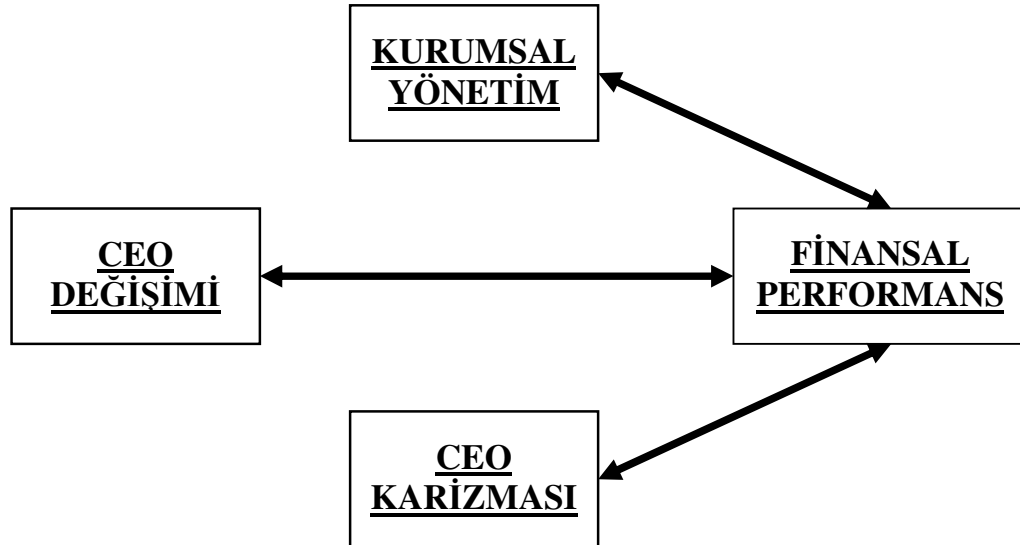 KURUMSAL
YÖNETİM
CEO
DEĞİŞİMİ
FİNANSAL
PERFORMANS
CEO
KARİZMASI